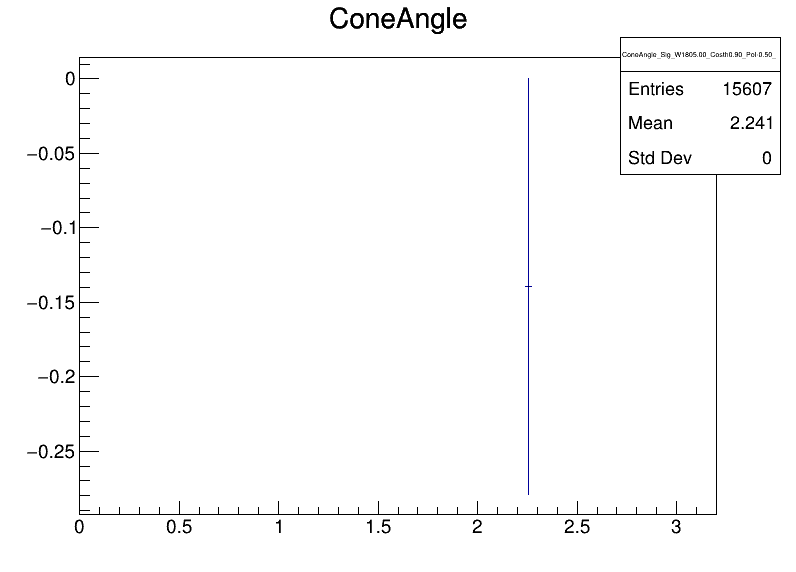 ConeAngle
ConeAngle_Sig_W1805.00_Costh0.90_Pol-0.50_
Entries 15607
Mean 2.241
Std Dev 0
0
−0.05
−0.1
−0.15
−0.2
−0.25
0 0.5 1 1.5 2 2.5 3